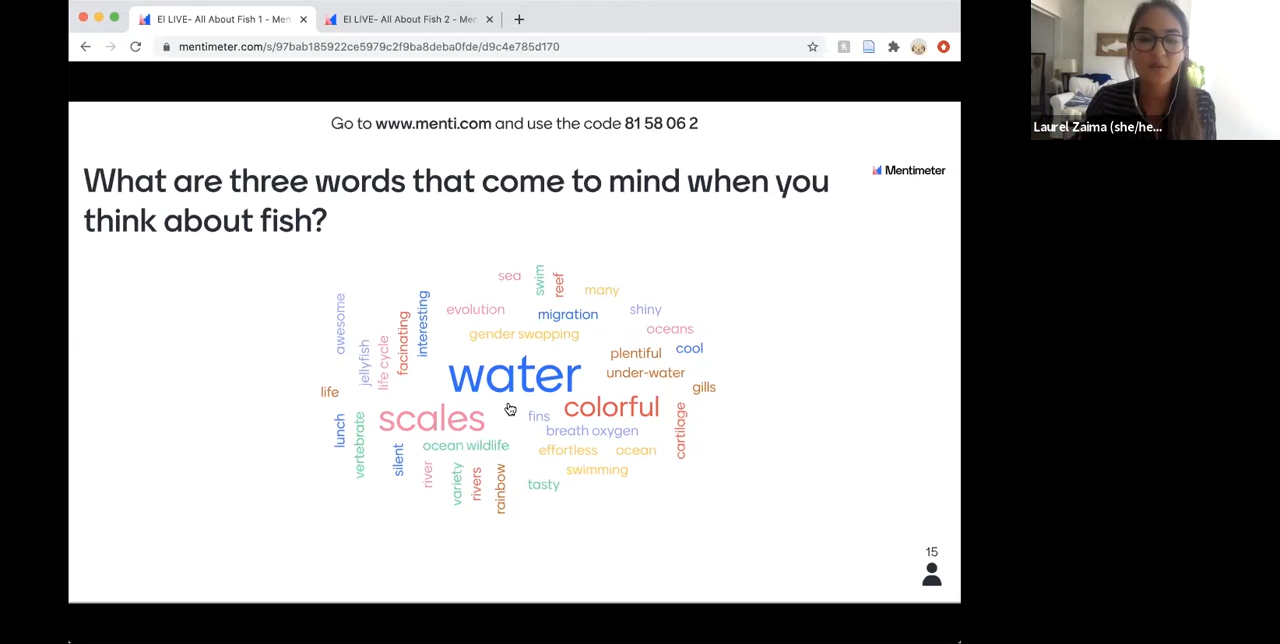 EI LIVE- All About Fish 1 - Men
EI LIVE- All About Fish 2 - Men
mentimeter.com/s/97bab185922ce5979c2f9ba8deba0fde/d9c4e785d170
Laurel Zaima (she/he...
Go to www.menti.com and use the code 81 58 06 2
Mentimeter
What are three words that come to mind when you
think about fish?
sea
swim
reef
many
awesome
interesting
evolution
migration
shiny
facinating
gender swapping
oceans
jellyfish
life cycle
plentiful
cool
water
under-water
life
gills
scales
fins
colorful
lunch
vertebrate
breath oxygen
cartilage
silent
ocean wildlife
effortless
ocean
river
variety
rivers
rainbow
swimming
tasty
15